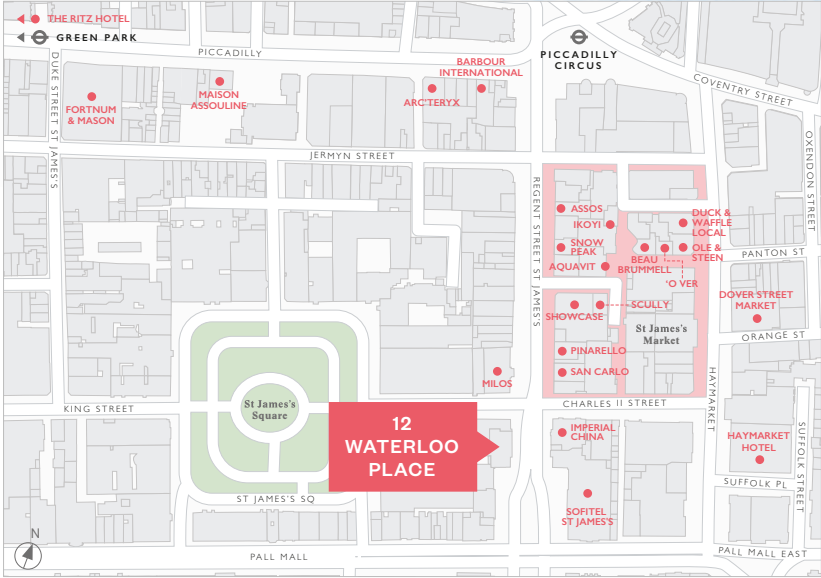 THE RITZ HOTEL
GREEN PARK
PICCADILLY
PICCADILLY
CIRCUS
COVENTRY STREET
DUKE STREET ST JAMES'S
FORTNUM
& MASON
MAISON
ASSOULINE
ARC'TERYX
BARBOUR
INTERNATIONAL
OXENDON STREET
JERMYN STREET
REGENT STREET ST JAMES'S
ASSOS
IKOYI
SNOW
PEAK
AQUAVIT
DUCK &
WAFFLE
LOCAL
OLE &
STEEN
BEAU
BRUMMELL
'O VER
PANTON ST
SHOWCASE
SCULLY
St James's
Market
DOVER STREET
MARKET
ORANGE ST
PINARELLO
SAN CARLO
MILOS
HAYMARKET
KING STREET
St James's
Square
CHARLES II STREET
12
WATERLOO
PLACE
IMPERIAL
CHINA
HAYMARKET
HOTEL
SUFFOLK STREET
SUFFOLK PL
ST JAMES'S SQ
SOFITEL
ST JAMES'S
N
PALL MALL
PALL MALL EAST